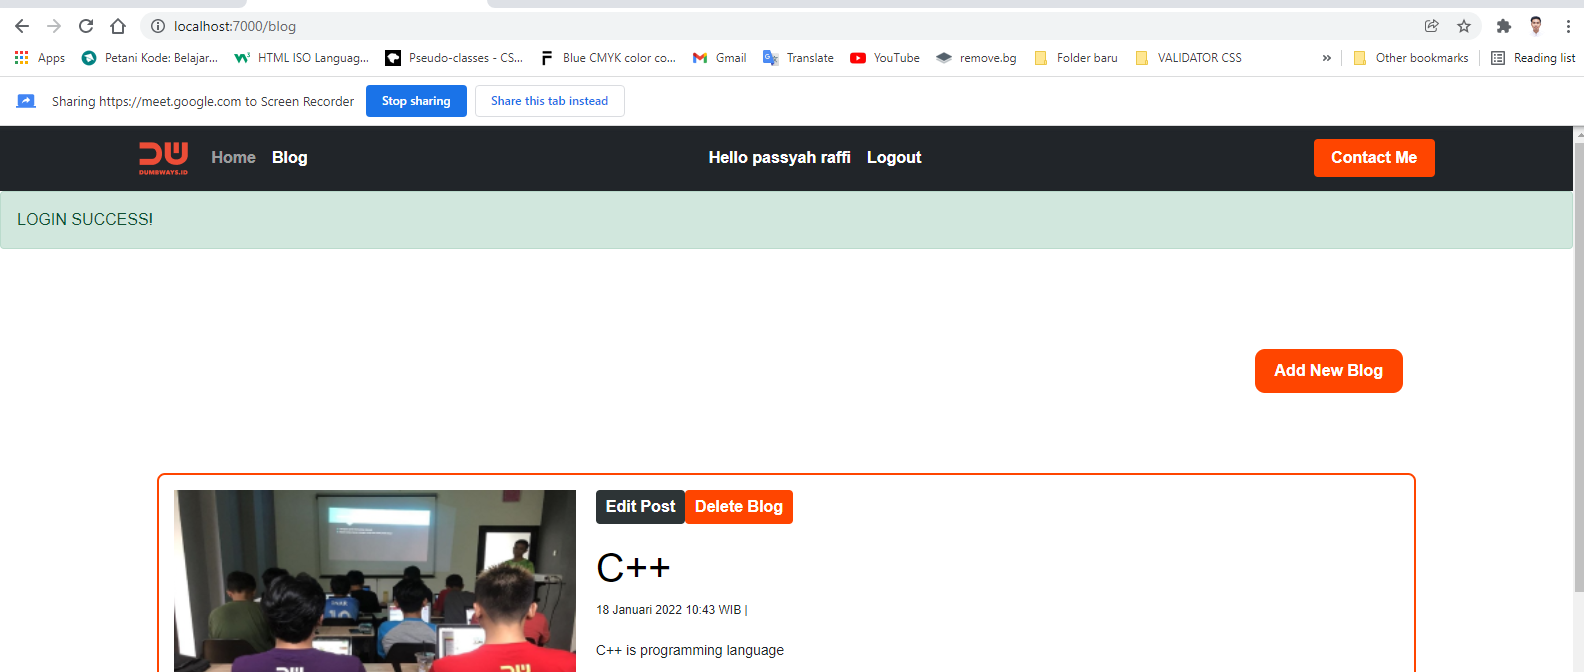 localhost:7000/blog
Apps Petani Kode: Belajar... HTML ISO Languag... Pseudo-classes - CS... Blue CMYK color co... Gmail Translate YouTube remove.bg Folder baru VALIDATOR CSS » Other bookmarks Reading list
Sharing https://meet.google.com to Screen Recorder Stop sharing Share this tab instead
DW
DUMBWAYS.ID
Home Blog Hello passyah raffi Logout Contact Me
LOGIN SUCCESS!
Add New Blog
Edit Post Delete Blog
C++
18 Januari 2022 10:43 WIB |
C++ is programming language